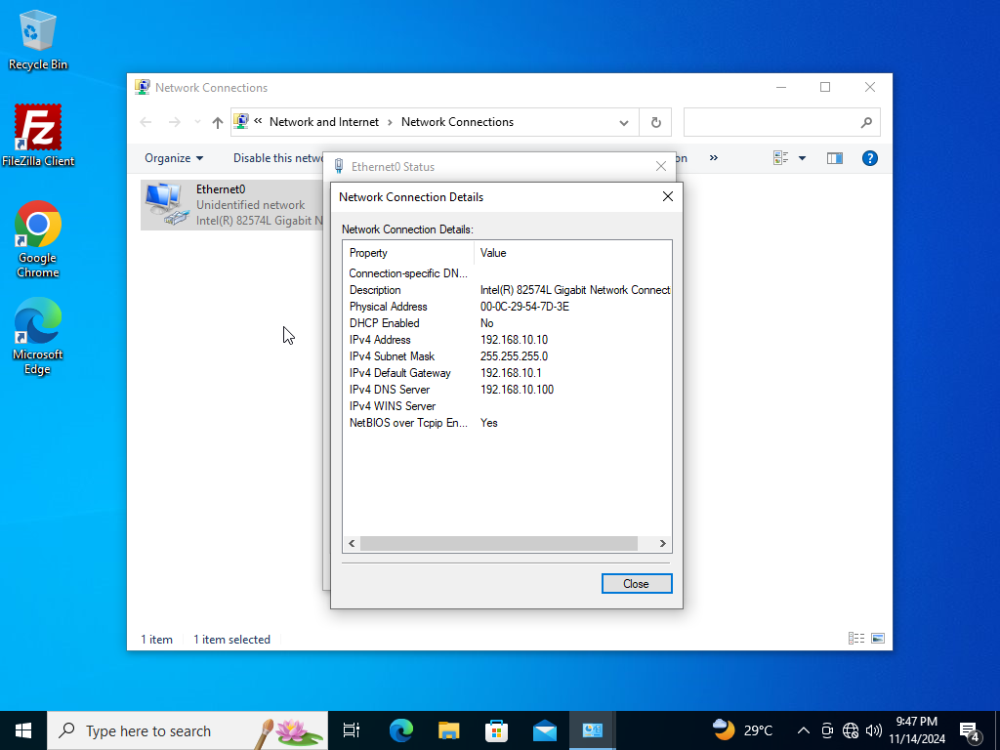 Recycle Bin
FileZilla Client
Google
Chrome
Microsoft
Edge
Network Connections
« Network and Internet › Network Connections
Organize
Disable this netw
on
»
Ethernet0
Unidentified network
Intel(R) 82574L Gigabit N
Ethernet0 Status
Network Connection Details
Network Connection Details:
Property Value
Connection-specific DN...
Description Intel(R) 82574L Gigabit Network Connecti
Physical Address 00-0C-29-54-7D-3E
DHCP Enabled No
IPv4 Address 192.168.10.10
IPv4 Subnet Mask 255.255.255.0
IPv4 Default Gateway 192.168.10.1
IPv4 DNS Server 192.168.10.100
IPv4 WINS Server
NetBIOS over Tcpip En... Yes
Close
1 item
1 item selected
Type here to search
29°C
9:47 PM
11/14/2024
4